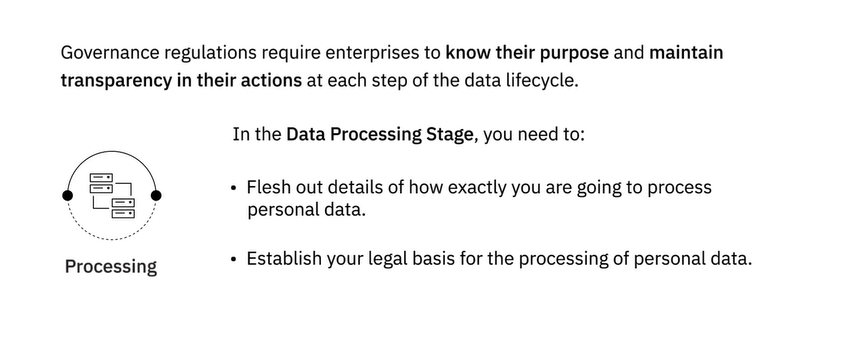 Governance regulations require enterprises to know their purpose and maintain
transparency in their actions at each step of the data lifecycle.
In the Data Processing Stage, you need to:
• Flesh out details of how exactly you are going to process
personal data.
• Establish your legal basis for the processing of personal data.
Processing